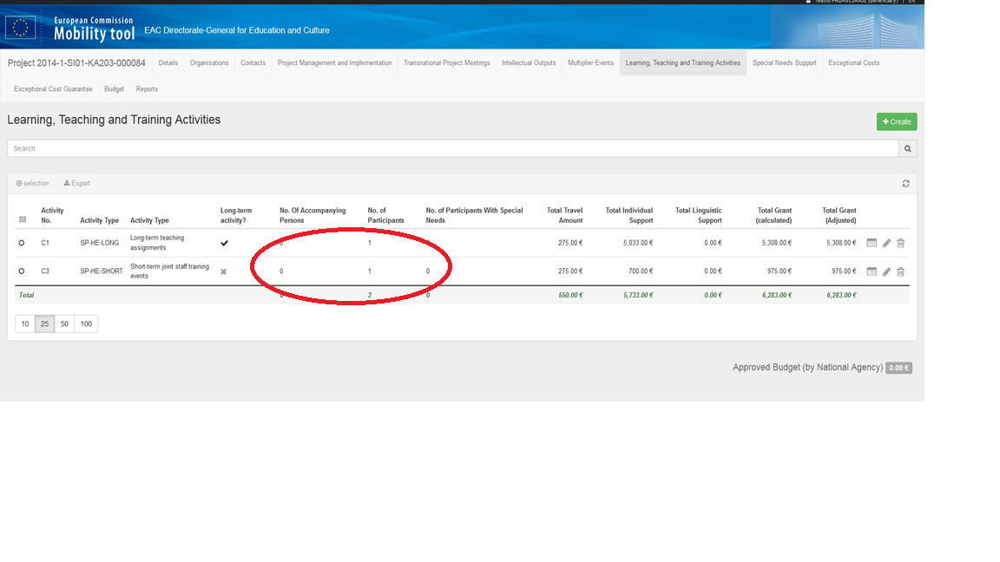 Testno PRIJAVLJANJE (beneficiary) | EN
European Commission
Mobility tool
EAC Directorate-General for Education and Culture
Project 2014-1-SI01-KA203-000084 Details Organisations Contacts Project Management and Implementation Transnational Project Meetings Intellectual Outputs Multiplier Events Learning, Teaching and Training Activities Special Needs Support Exceptional Costs
Exceptional Cost Guarantee Budget Reports
Learning, Teaching and Training Activities
Create
Search
selection Export
Activity No. Activity Type Activity Type Long-term activity? No. Of Accompanying Persons No. of Participants No. of Participants With Special Needs Total Travel Amount Total Individual Support Total Linguistic Support Total Grant (calculated) Total Grant (Adjusted)
C1 SP-HE-LONG Long-term teaching assignments 0 1 275.00 € 5,033.00 € 0.00 € 5,308.00 € 5,308.00 €
C3 SP-HE-SHORT Short-term joint staff training events 0 1 0 275.00 € 700.00 € 0.00 € 975.00 € 975.00 €
Total 0 2 0 550.00 € 5,733.00 € 0.00 € 6,283.00 € 6,283.00 €
10 25 50 100
Approved Budget (by National Agency) 0.00 €